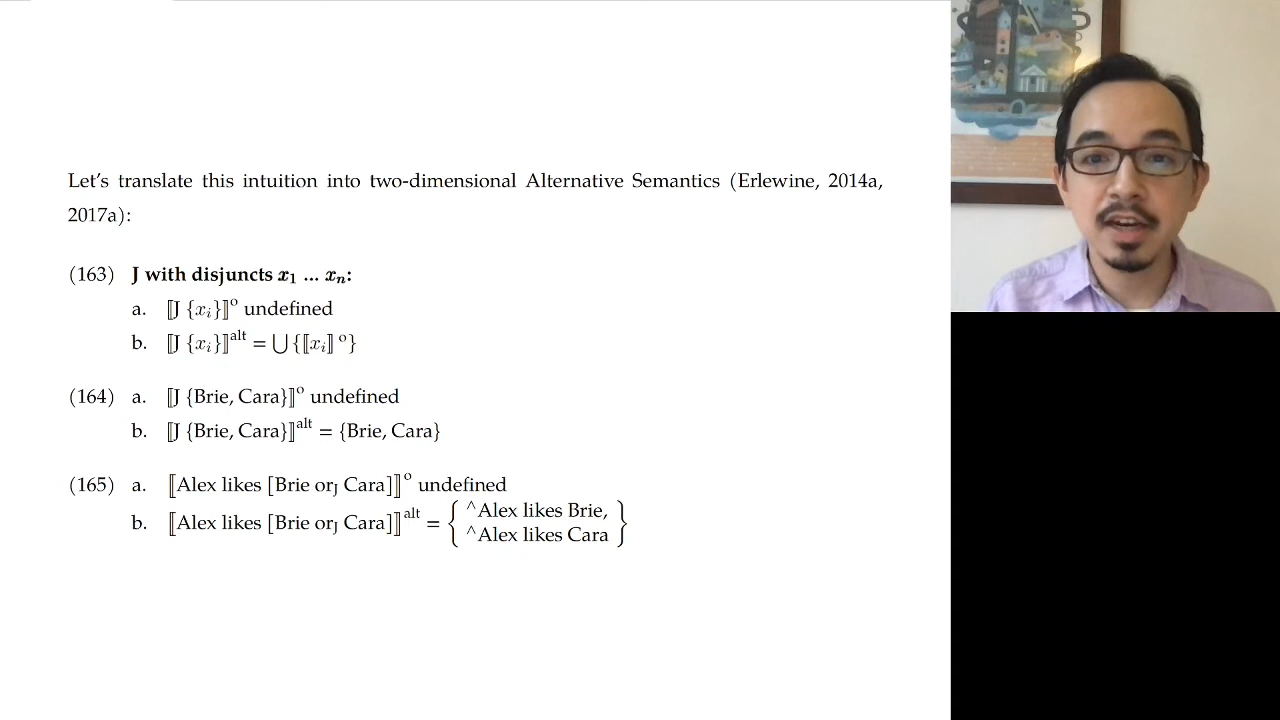 Let's translate this intuition into two-dimensional Alternative Semantics (Erlewine, 2014a,
2017a):
(163) J with disjuncts x₁ ... xₙ:
a. ⟦J {xᵢ}⟧ᵒ undefined
b. ⟦J {xᵢ}⟧ᵃˡᵗ = ⋃{⟦xᵢ⟧ ᵒ}
(164) a. ⟦J {Brie, Cara}⟧ᵒ undefined
b. ⟦J {Brie, Cara}⟧ᵃˡᵗ = {Brie, Cara}
(165) a. ⟦Alex likes [Brie or_J Cara]⟧ᵒ undefined
b. ⟦Alex likes [Brie or_J Cara]⟧ᵃˡᵗ = { ^Alex likes Brie,
^Alex likes Cara }